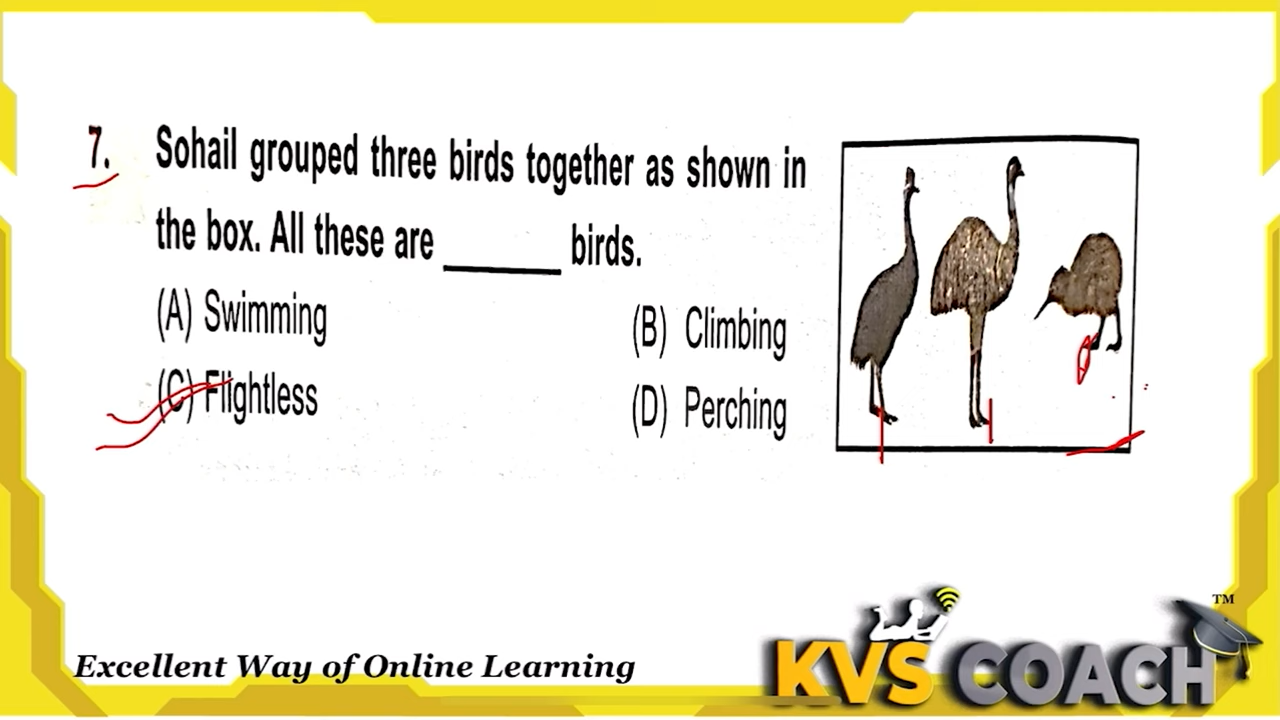 7. Sohail grouped three birds together as shown in
the box. All these are ______ birds.
(A) Swimming (B) Climbing
(C) Flightless (D) Perching
Excellent Way of Online Learning
KVS COACH TM